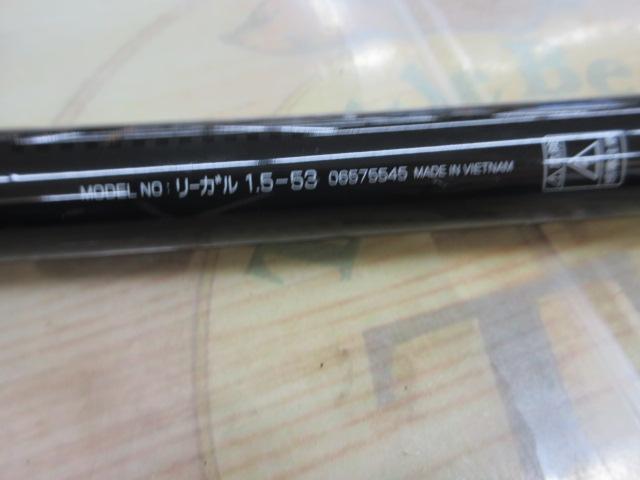 MODEL NO：リーガル 1.5-53 06575545 MADE IN VIETNAM